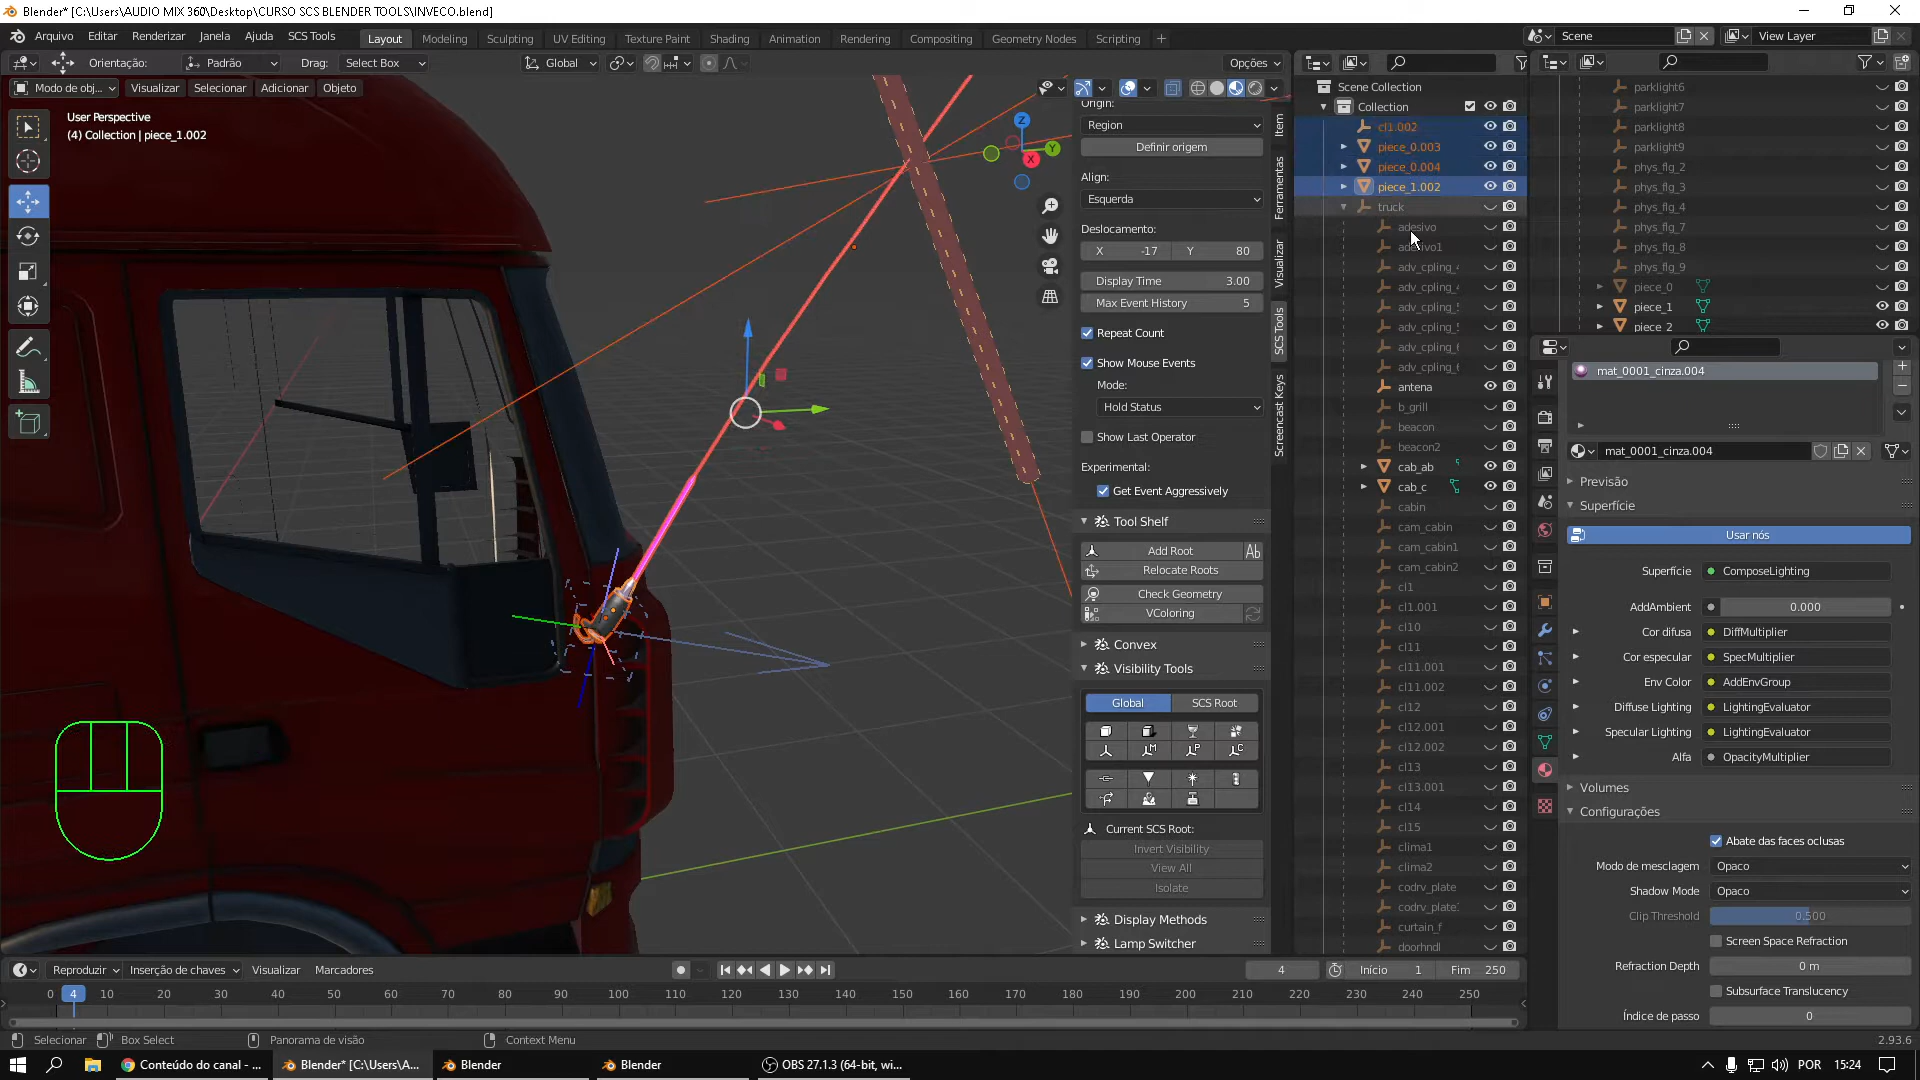 Blender* [C:\Users\AUDIO MIX 360\Desktop\CURSO SCS BLENDER TOOLS\INVECO.blend]
Arquivo Editar Renderizar Janela Ajuda SCS Tools Layout Modeling Sculpting UV Editing Texture Paint Shading Animation Rendering Compositing Geometry Nodes Scripting + Scene View Layer
Orientação: Padrão Drag: Select Box Global Opções
Modo de obj... Visualizar Selecionar Adicionar Objeto
User Perspective
(4) Collection | piece_1.002
Z
Y
X
Origin:
Region
Definir origem
Align:
Esquerda
Deslocamento:
X -17 Y 80
Display Time 3.00
Max Event History 5
Repeat Count
Show Mouse Events
Mode:
Hold Status
Show Last Operator
Experimental:
Get Event Aggressively
Tool Shelf
Add Root
Relocate Roots
Check Geometry
VColoring
Convex
Visibility Tools
Global SCS Root
Current SCS Root:
Invert Visibility
View All
Isolate
Display Methods
Lamp Switcher
Item
Ferramentas
Visualizar
SCS Tools
Screencast Keys
Scene Collection
Collection
cl1.002
piece_0.003
piece_0.004
piece_1.002
truck
adesivo
adv_cpling_
adv_cpling_
adv_cpling_5
adv_cpling_5
adv_cpling_
adv_cpling_
antena
b_grill
beacon
beacon2
cab_ab
cab_c
cabin
cam_cabin
cam_cabin1
cam_cabin2
cl1
cl1.001
cl10
cl11
cl11.001
cl11.002
cl12
cl12.001
cl12.002
cl13
cl13.001
cl14
cl15
clima1
clima2
codrv_plate
codrv_plate
curtain_f
doorhndl
parklight6
parklight7
parklight8
parklight9
phys_flg_2
phys_flg_3
phys_flg_4
phys_flg_7
phys_flg_8
phys_flg_9
piece_0
piece_1
piece_2
mat_0001_cinza.004
mat_0001_cinza.004
Previsão
Superfície
Usar nós
Superfície ComposeLighting
AddAmbient 0.000
Cor difusa DiffMultiplier
Cor especular SpecMultiplier
Env Color AddEnvGroup
Diffuse Lighting LightingEvaluator
Specular Lighting LightingEvaluator
Alfa OpacityMultiplier
Volumes
Configurações
Abate das faces oclusas
Modo de mesclagem Opaco
Shadow Mode Opaco
Clip Threshold 0.500
Screen Space Refraction
Refraction Depth 0 m
Subsurface Translucency
Índice de passo 0
Reproduzir Inserção de chaves Visualizar Marcadores 4 Início 1 Fim 250
0 4 10 20 30 40 50 60 70 80 90 100 110 120 130 140 150 160 170 180 190 200 210 220 230 240 250
Selecionar Box Select Panorama de visão Context Menu 2.93.6
Conteúdo do canal - ... Blender* [C:\Users\A... Blender Blender OBS 27.1.3 (64-bit, wi... POR 15:24